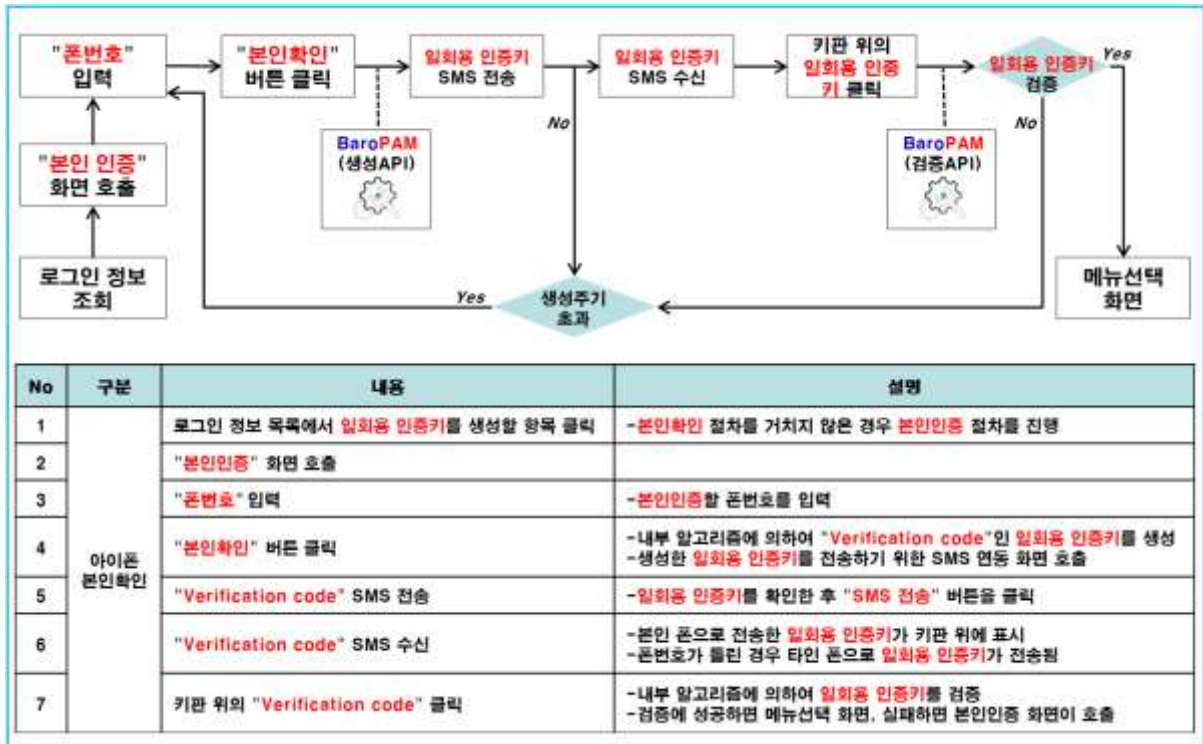 "폰번호"
입력
"본인확인"
버튼 클릭
일회용 인증키
SMS 전송
일회용 인증키
SMS 수신
키판 위의
일회용 인증
키 클릭
일회용 인증키
검증
Yes
No
No
"본인 인증"
화면 호출
BaroPAM
(생성API)
BaroPAM
(검증API)
로그인 정보
조회
Yes
생성주기
초과
메뉴선택
화면
No 구분 내용 설명
1 로그인 정보 목록에서 일회용 인증키를 생성할 항목 클릭 -본인확인 절차를 거치지 않은 경우 본인인증 절차를 진행
2 "본인인증" 화면 호출
3 "폰번호" 입력 -본인인증할 폰번호를 입력
아이폰
본인확인
4 "본인확인" 버튼 클릭 -내부 알고리즘에 의하여 "Verification code"인 일회용 인증키를 생성
-생성한 일회용 인증키를 전송하기 위한 SMS 연동 화면 호출
5 "Verification code" SMS 전송 -일회용 인증키를 확인한 후 "SMS 전송" 버튼을 클릭
6 "Verification code" SMS 수신 -본인 폰으로 전송한 일회용 인증키가 키판 위에 표시
-폰번호가 틀린 경우 타인 폰으로 일회용 인증키가 전송됨
7 키판 위의 "Verification code" 클릭 -내부 알고리즘에 의하여 일회용 인증키를 검증
-검증에 성공하면 메뉴선택 화면, 실패하면 본인인증 화면이 호출